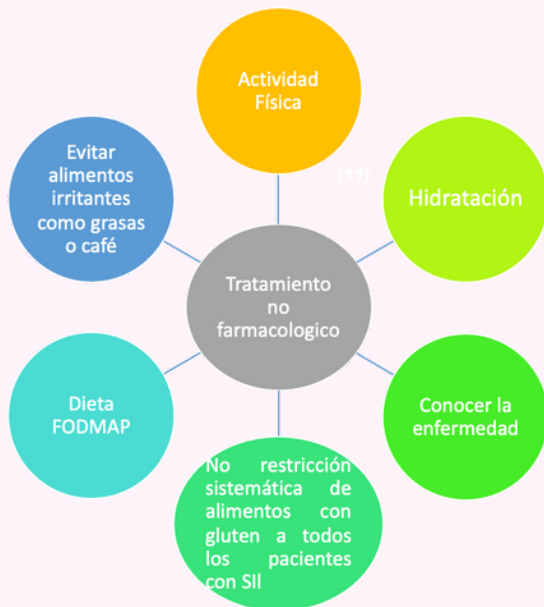 Actividad
Física
(11)
Hidratación
Conocer la
enfermedad
No restricción
sistemática de
alimentos con
gluten a todos
los pacientes
con SII
Dieta
FODMAP
Evitar
alimentos
irritantes
como grasas
o café
Tratamiento
no
farmacologico